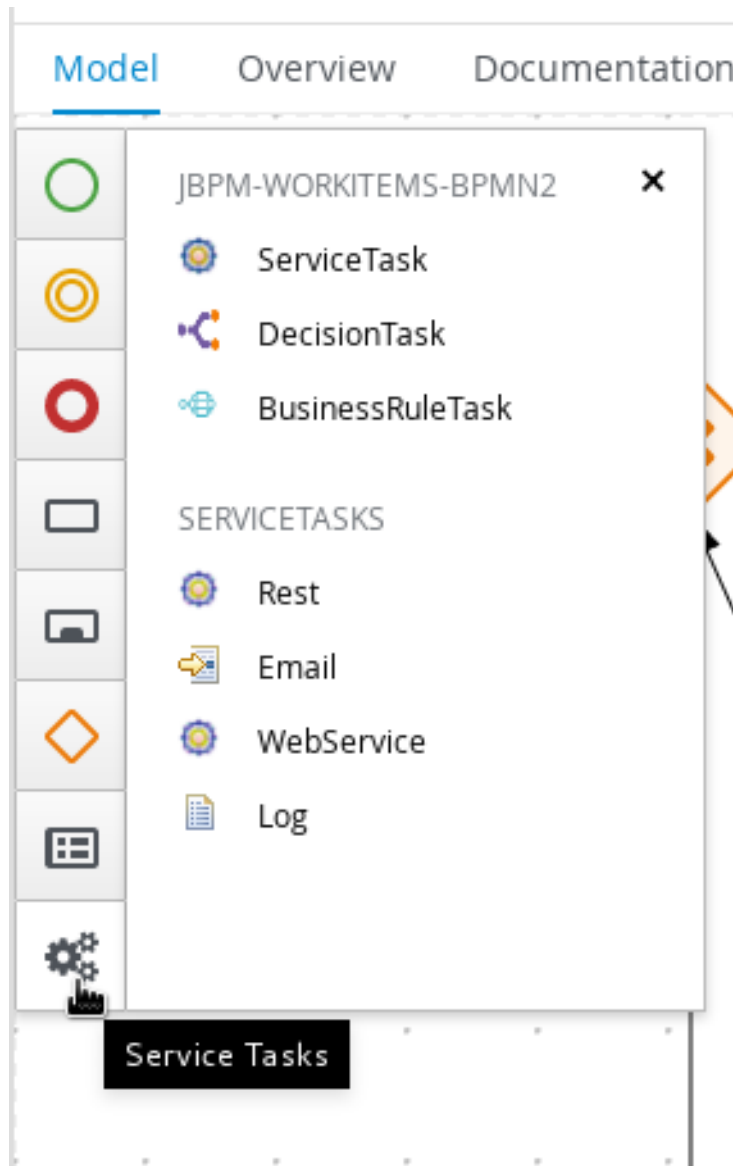 Model Overview Documentation
JBPM-WORKITEMS-BPMN2
ServiceTask
DecisionTask
BusinessRuleTask
SERVICETASKS
Rest
Email
WebService
Log
Service Tasks